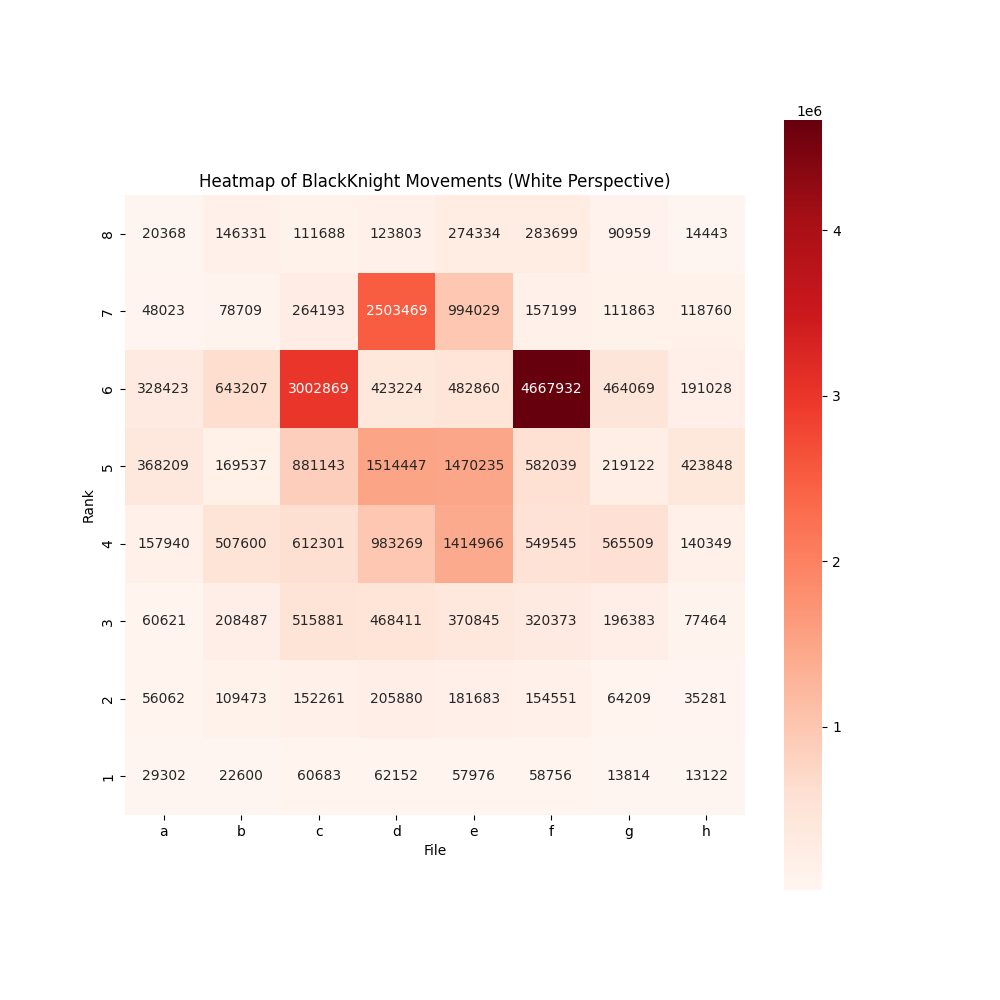 1e6
Heatmap of BlackKnight Movements (White Perspective)
8 20368 146331 111688 123803 274334 283699 90959 14443
4
7 48023 78709 264193 2503469 994029 157199 111863 118760
6 328423 643207 3002869 423224 482860 4667932 464069 191028
3
5 368209 169537 881143 1514447 1470235 582039 219122 423848
Rank
4 157940 507600 612301 983269 1414966 549545 565509 140349
2
3 60621 208487 515881 468411 370845 320373 196383 77464
2 56062 109473 152261 205880 181683 154551 64209 35281
1
1 29302 22600 60683 62152 57976 58756 13814 13122
a b c d e f g h
File